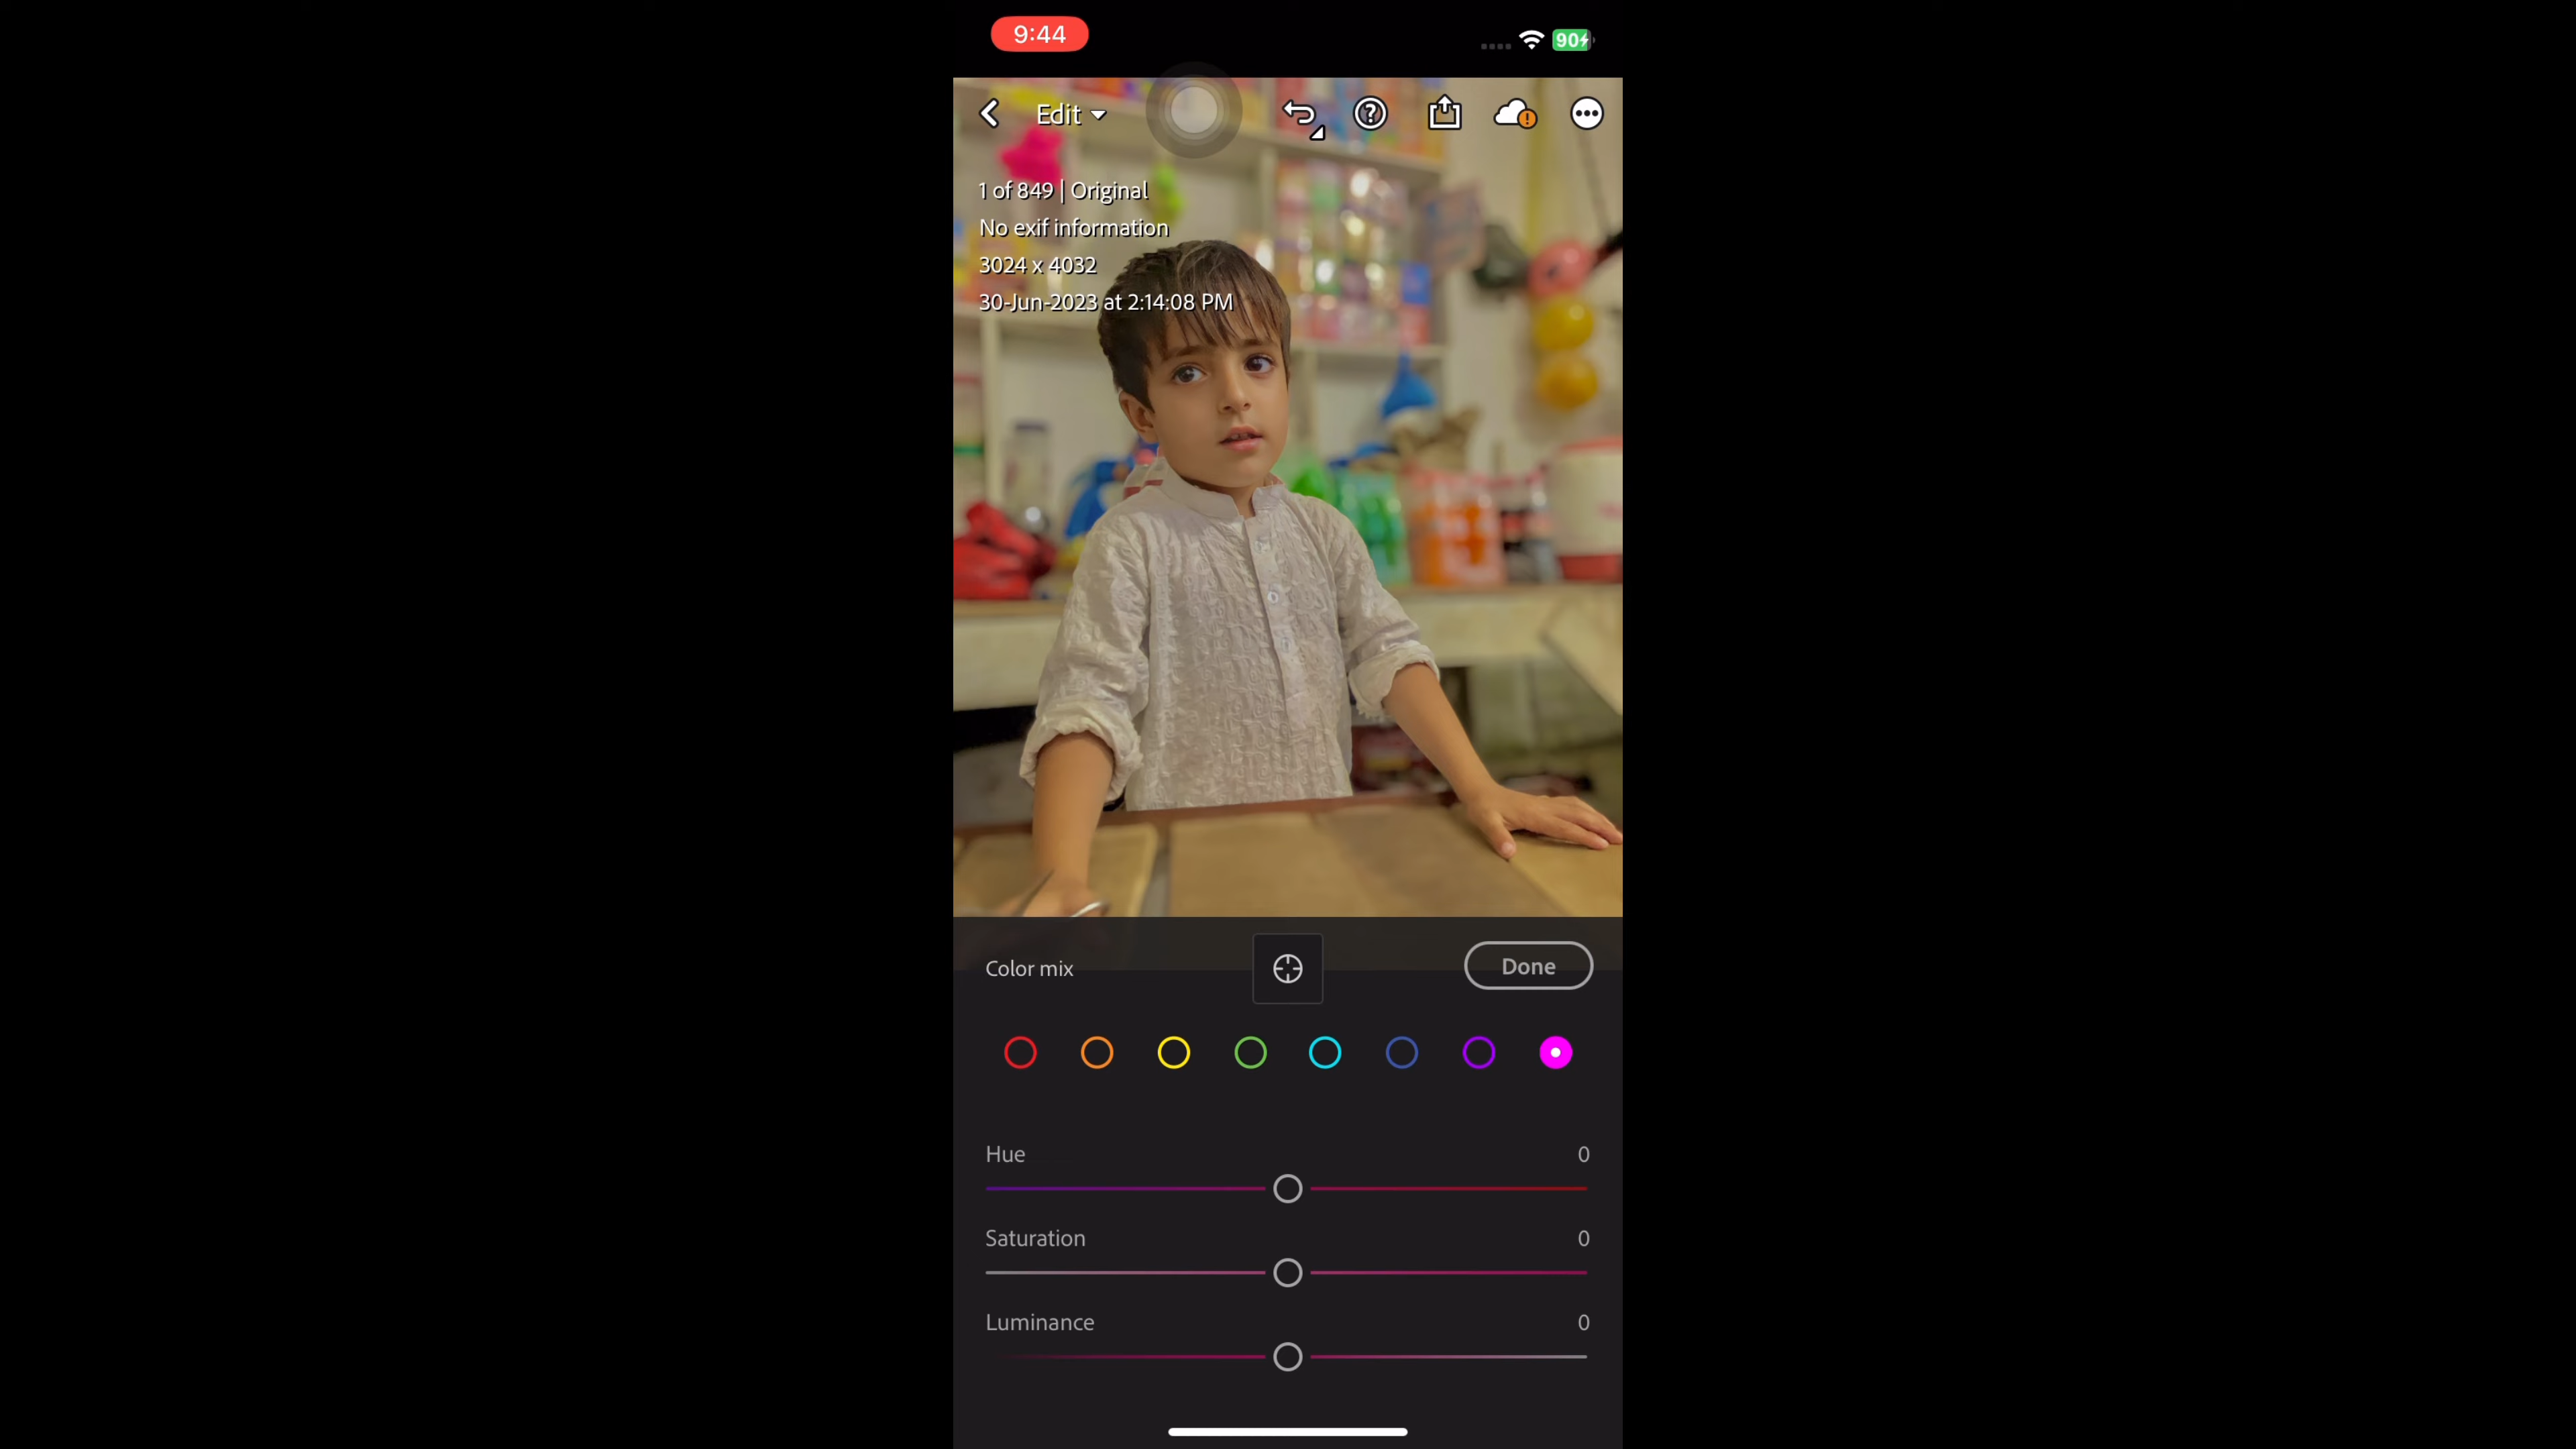 9:44
90
Edit
1 of 849 | Original
No exif information
3024 x 4032
30-Jun-2023 at 2:14:08 PM
Color mix
Done
Hue 0
Saturation 0
Luminance 0